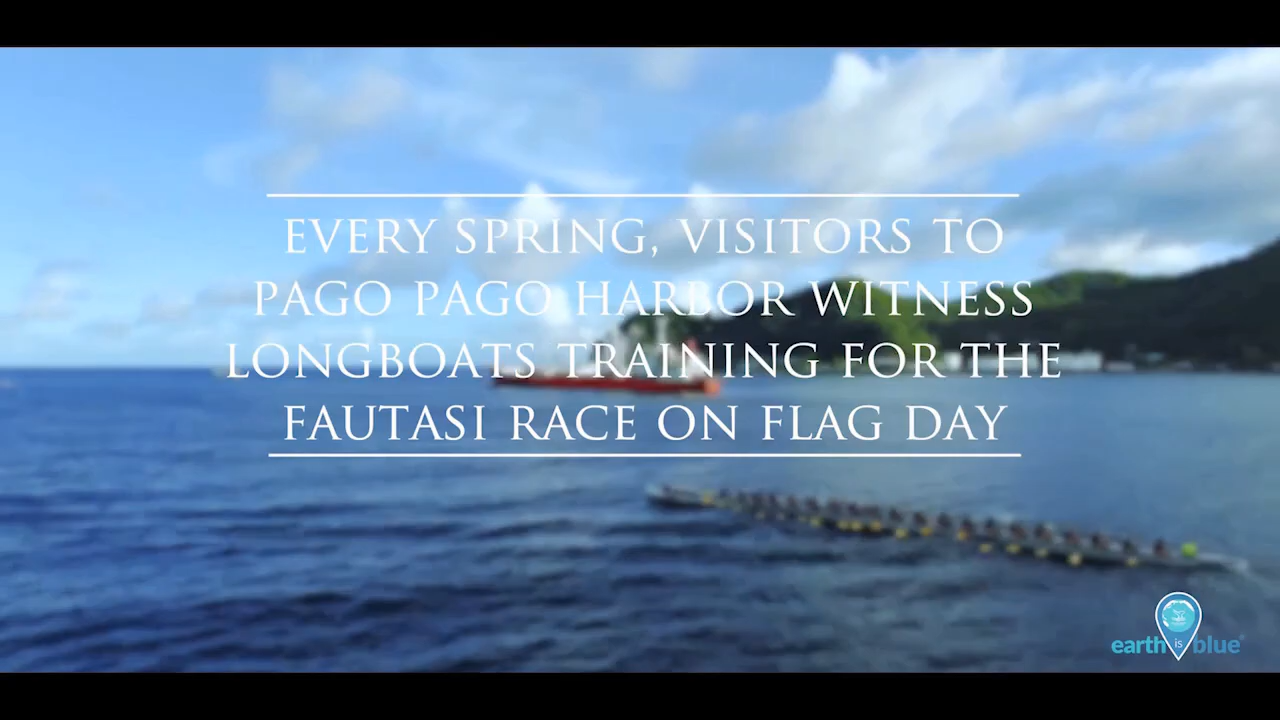 EVERY SPRING, VISITORS TO
PAGO PAGO HARBOR WITNESS
LONGBOATS TRAINING FOR THE
FAUTASI RACE ON FLAG DAY
earth is blue